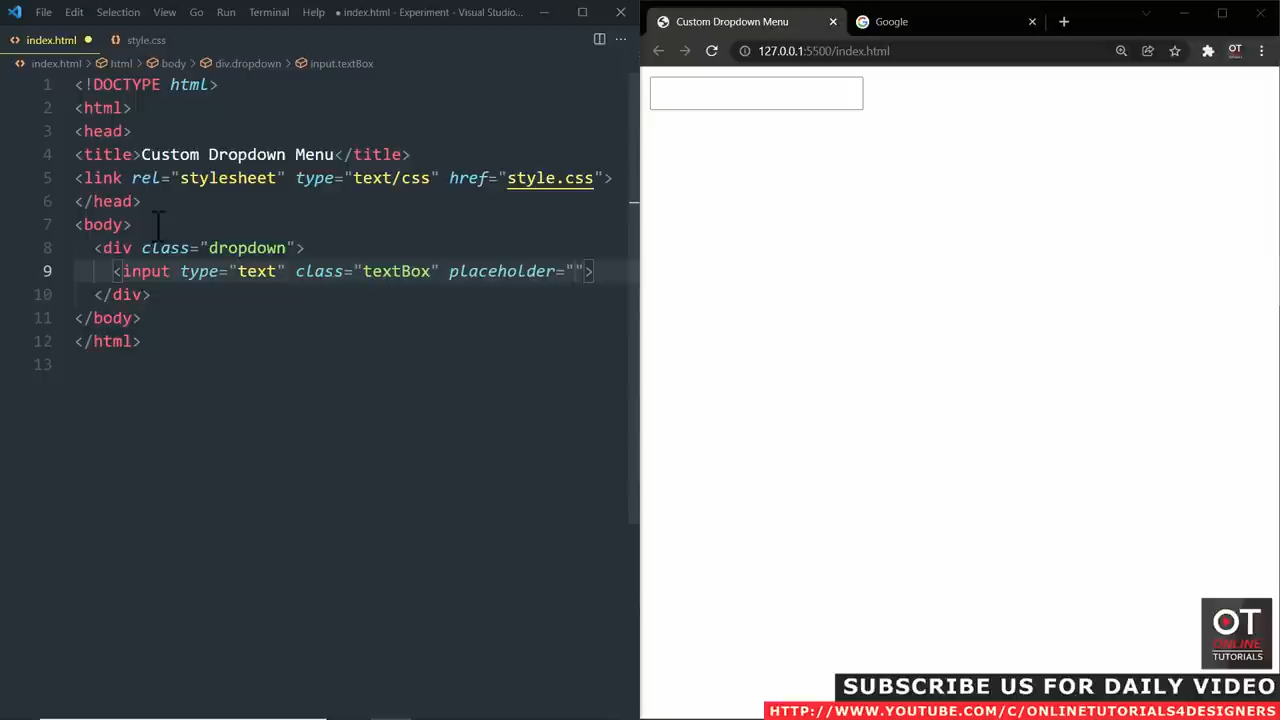 File Edit Selection View Go Run Terminal Help ● index.html - Experiment - Visual Studio...
index.html ● style.css ...
index.html > html > body > div.dropdown > input.textBox
1 <!DOCTYPE html>
2 <html>
3 <head>
4 <title>Custom Dropdown Menu</title>
5 <link rel="stylesheet" type="text/css" href="style.css">
6 </head>
7 <body>
8 <div class="dropdown">
9 <input type="text" class="textBox" placeholder="">
10 </div>
11 </body>
12 </html>
13
Custom Dropdown Menu Google
127.0.0.1:5500/index.html
OT
ONLINE
TUTORIALS
SUBSCRIBE US FOR DAILY VIDEO
HTTP://WWW.YOUTUBE.COM/C/ONLINETUTORIALS4DESIGNERS